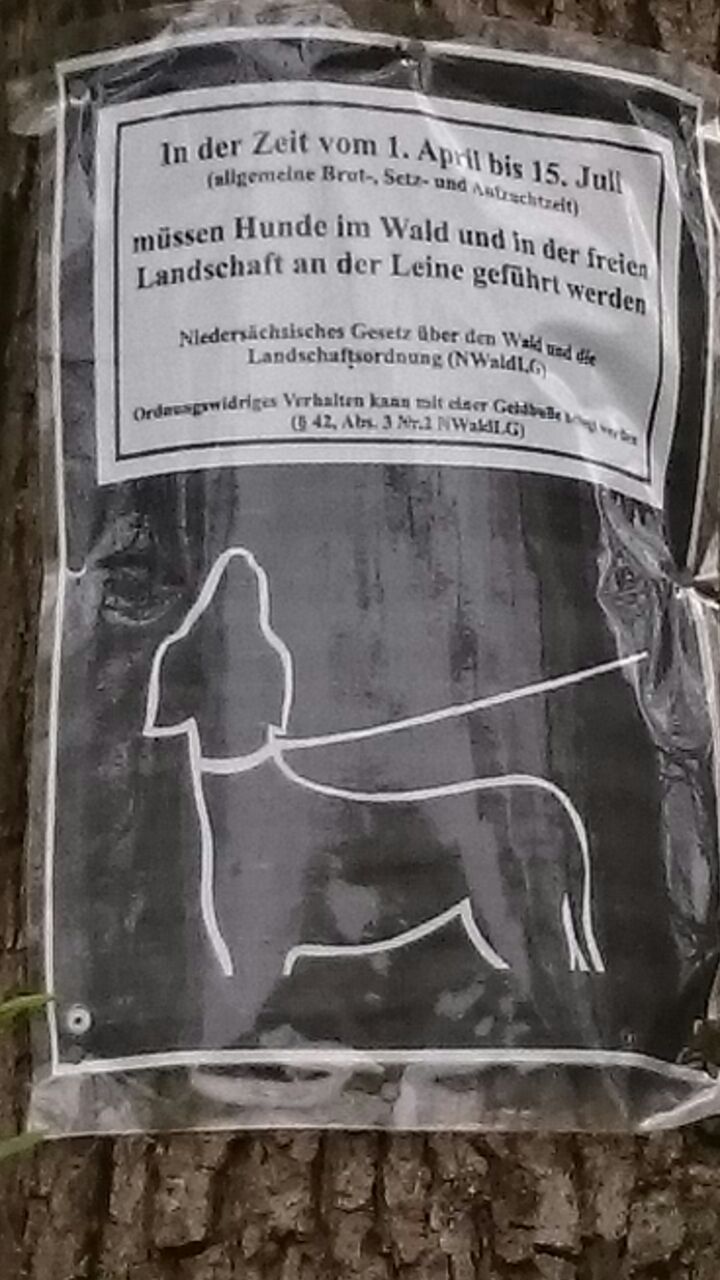 In der Zeit vom 1. April bis 15. Juli
(allgemeine Brut-, Setz- und Aufzuchtzeit)
müssen Hunde im Wald und in der freien
Landschaft an der Leine geführt werden
Niedersächsisches Gesetz über den Wald und die
Landschaftsordnung (NWaldLG)
Ordnungswidriges Verhalten kann mit einer Geldbuße belegt werden
(§ 42, Abs. 3 Nr.1 NWaldLG)